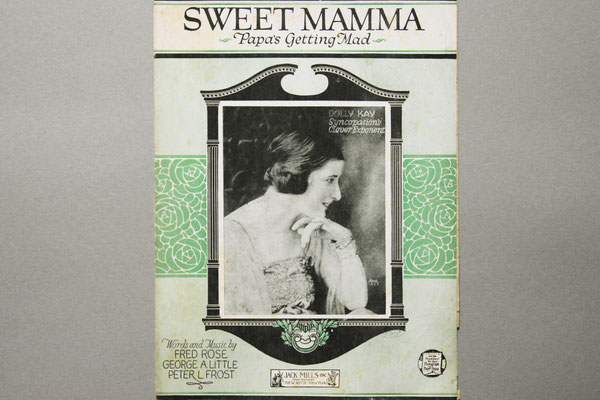 SWEET MAMMA
Papa's Getting Mad
DOLLY KAY
Syncopation's
Clever Exponent
Words and Music by
FRED ROSE
GEORGE A LITTLE
PETER L FROST
JACK MILLS INC.